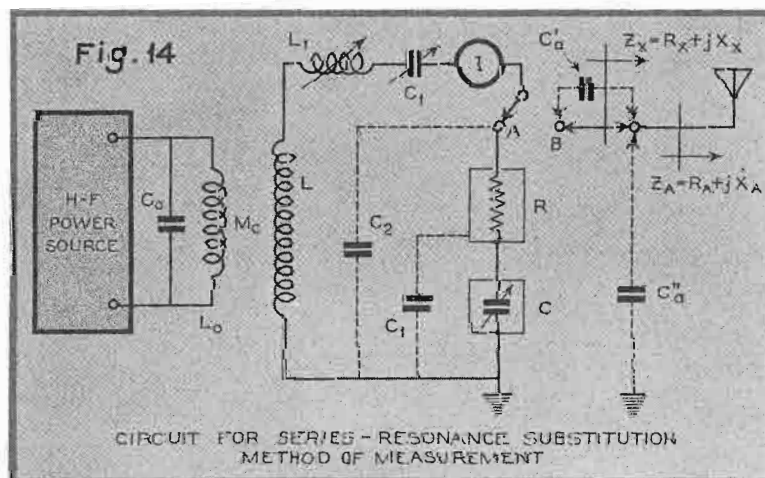 Fig. 14
H-F
POWER
SOURCE
Ca
Mc
Lo
L
L1
C1
I
A
C2
C1
R
C
B
C'a
Zx = Rx + jXx
ZA = RA + jXA
C"a
CIRCUIT FOR SERIES-RESONANCE SUBSTITUTION
METHOD OF MEASUREMENT